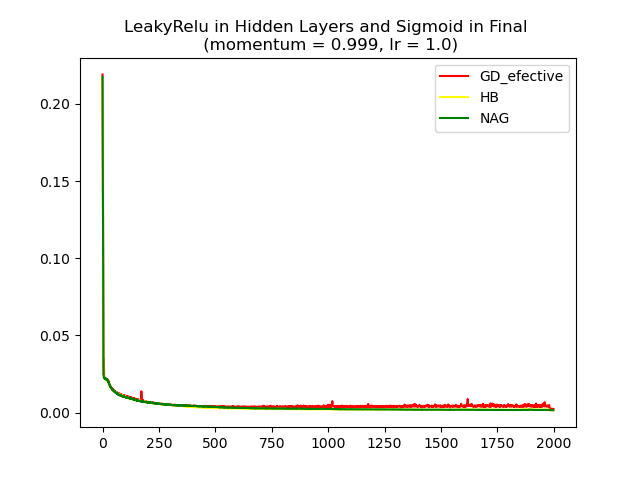 LeakyRelu in Hidden Layers and Sigmoid in Final
(momentum = 0.999, lr = 1.0)
GD_efective
HB
NAG
0.20
0.15
0.10
0.05
0.00
0 250 500 750 1000 1250 1500 1750 2000